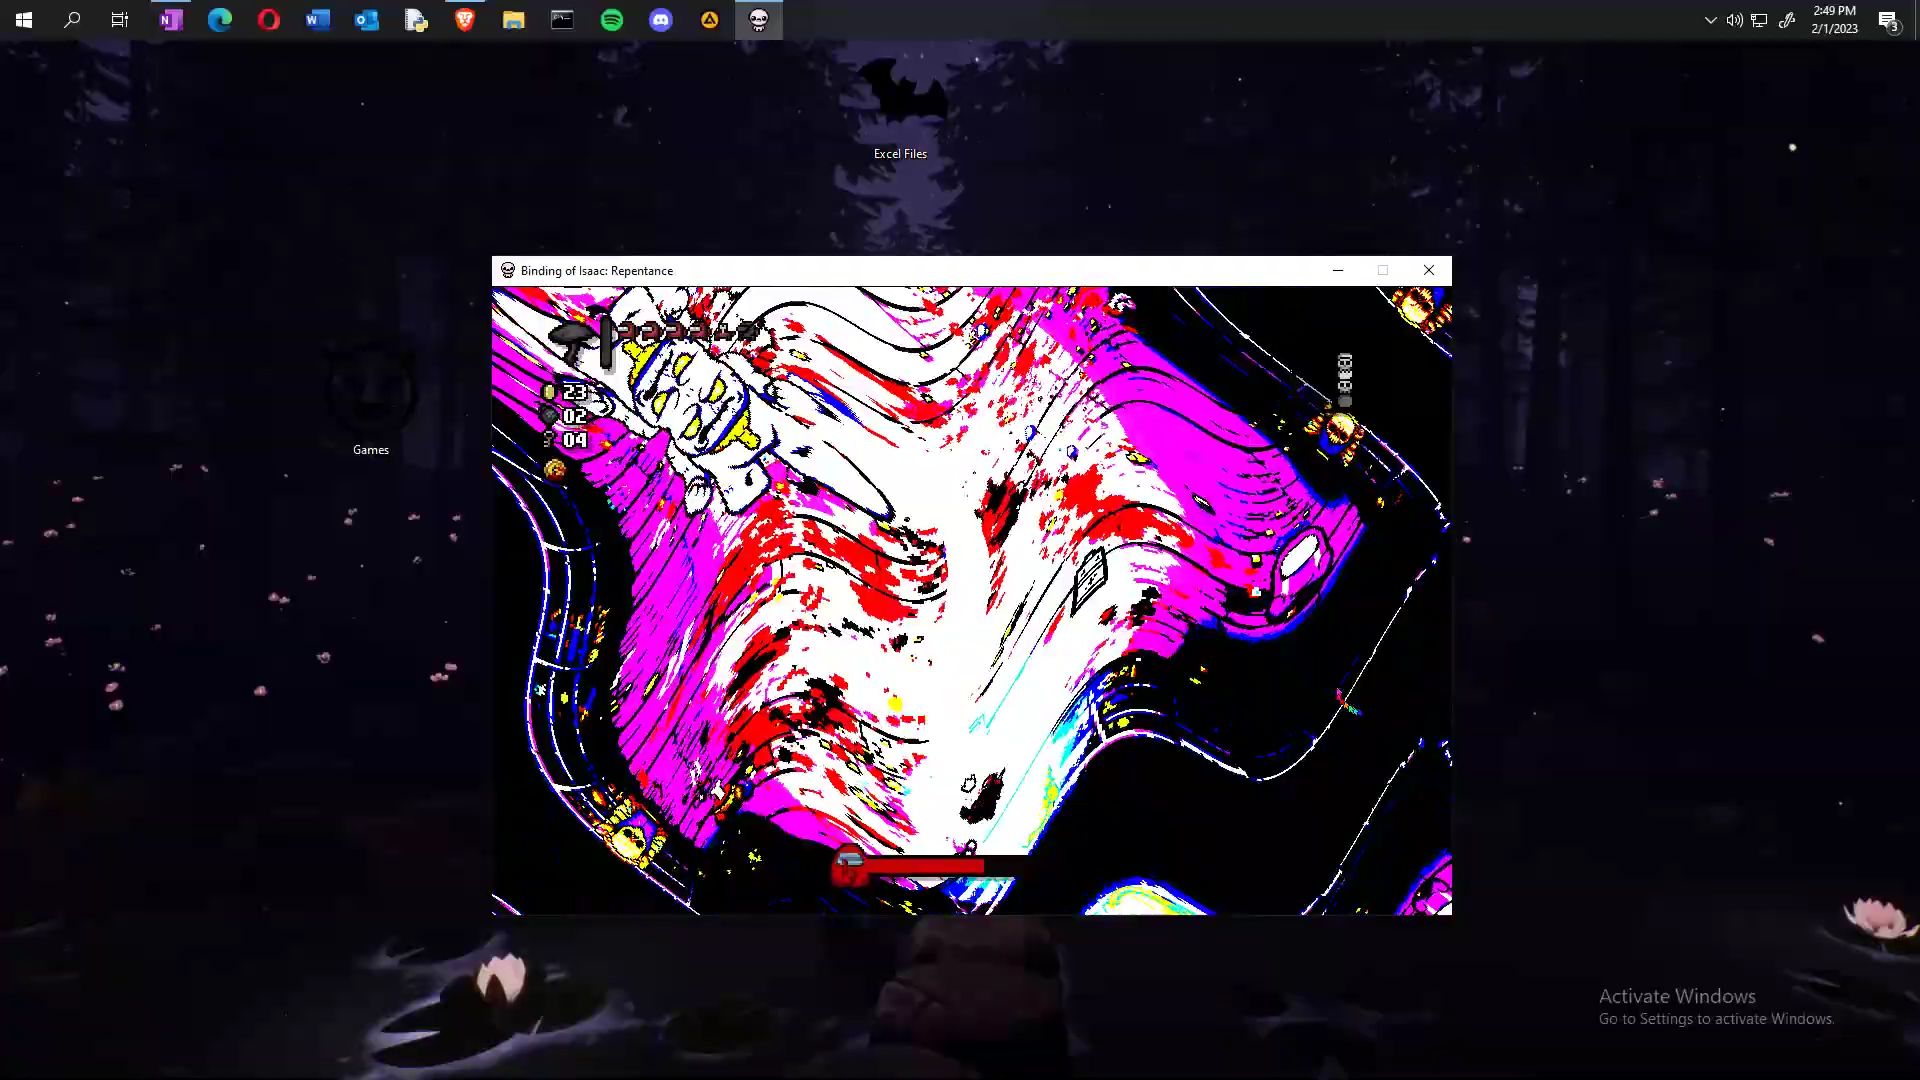 2:49 PM
2/1/2023
3
Excel Files
Binding of Isaac: Repentance
23
02
04
Games
Activate Windows
Go to Settings to activate Windows.